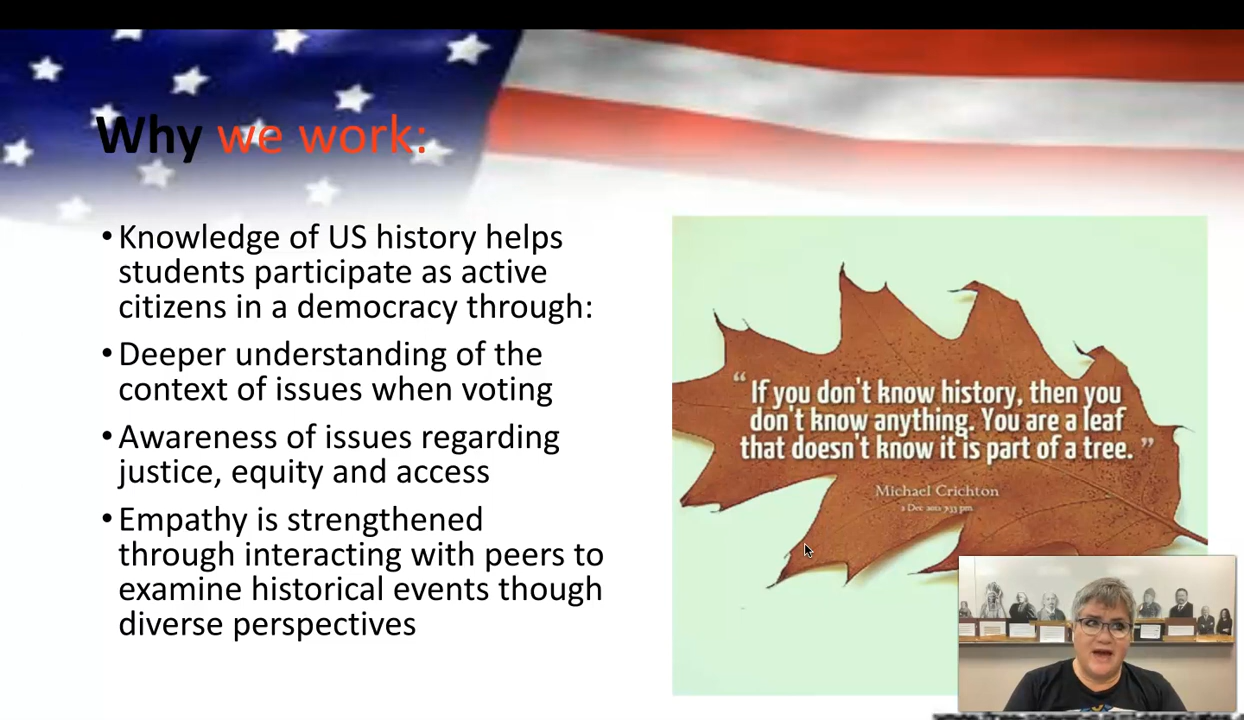 Why we work:
•Knowledge of US history helps
students participate as active
citizens in a democracy through:
•Deeper understanding of the
context of issues when voting
•Awareness of issues regarding
justice, equity and access
•Empathy is strengthened
through interacting with peers to
examine historical events though
diverse perspectives
“ If you don't know history, then you
don't know anything. You are a leaf
that doesn't know it is part of a tree. ”
Michael Crichton